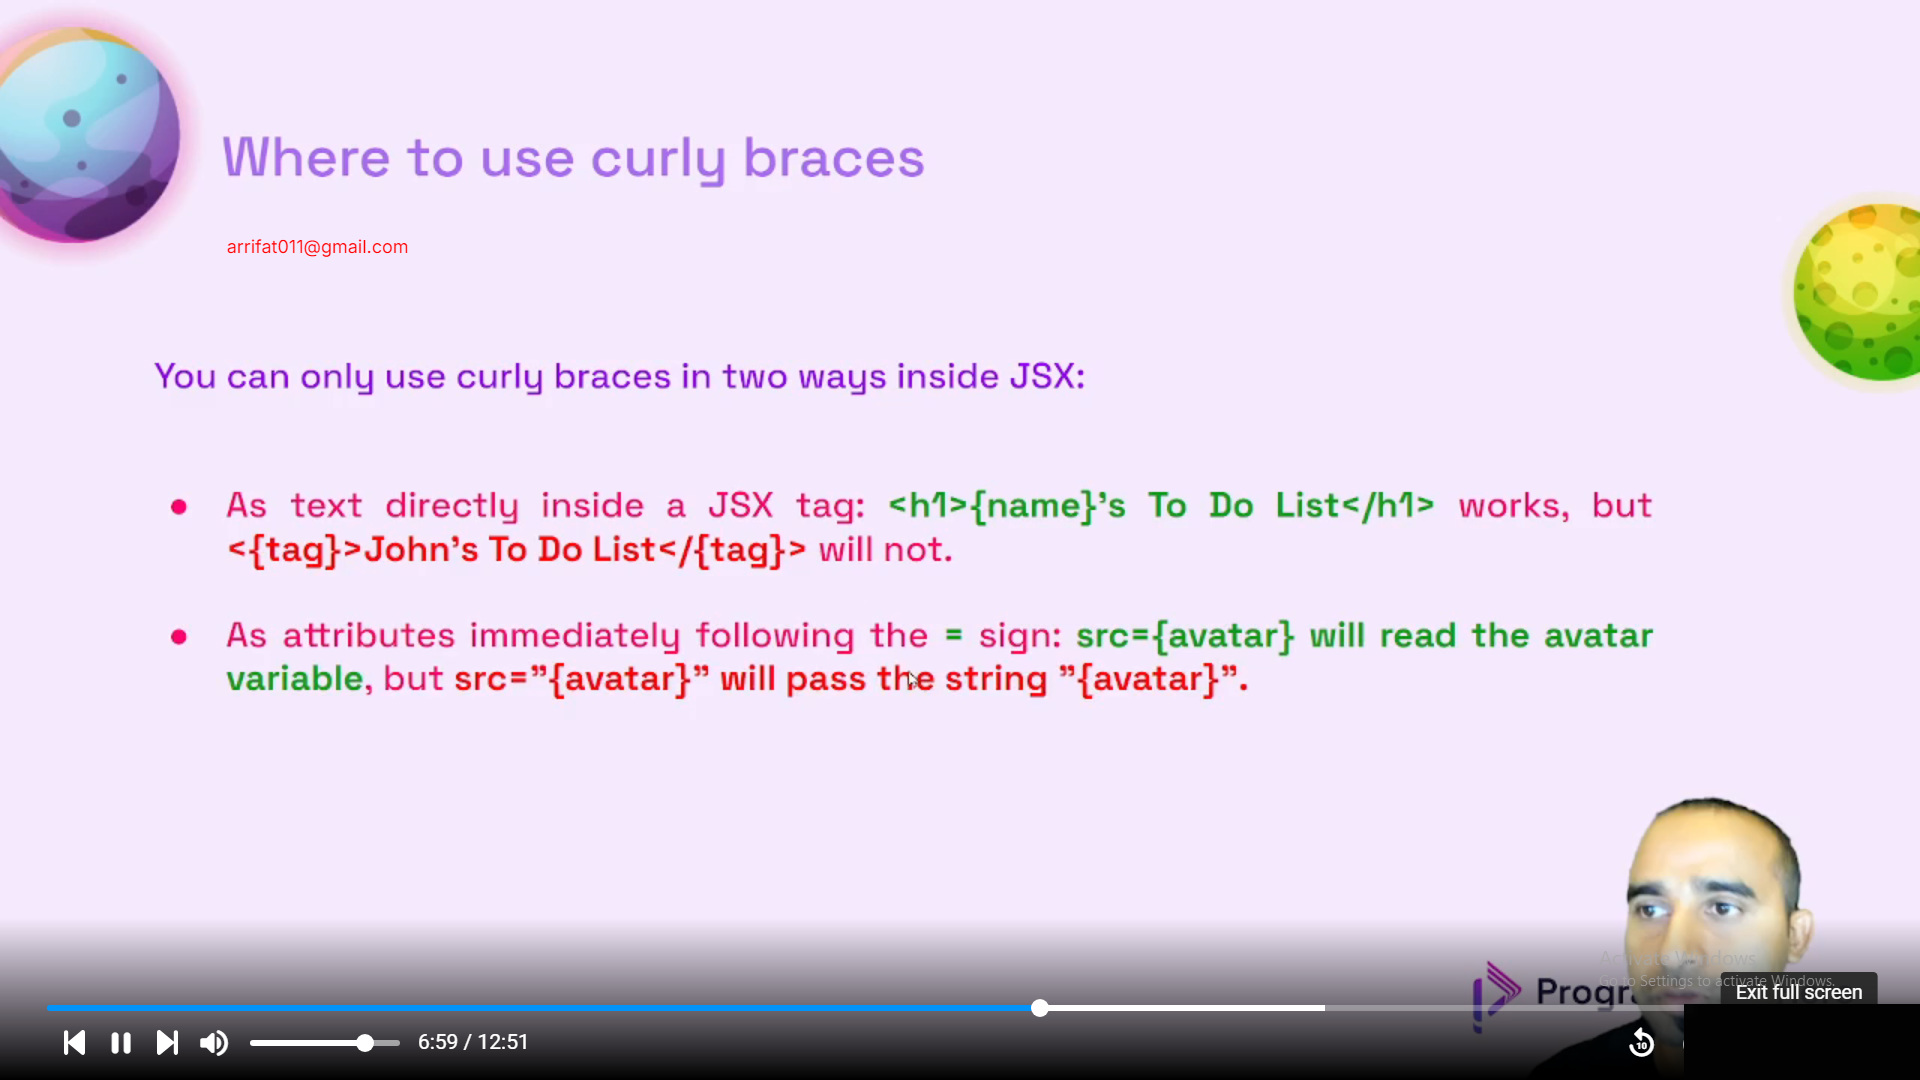 Where to use curly braces
arrifat011@gmail.com
You can only use curly braces in two ways inside JSX:
● As text directly inside a JSX tag: <h1>{name}’s To Do List</h1> works, but
<{tag}>John’s To Do List</{tag}> will not.
● As attributes immediately following the = sign: src={avatar} will read the avatar
variable, but src=”{avatar}” will pass the string ”{avatar}”.
Activate Windows
Go to Settings to activate Windows.
Exit full screen
6:59 / 12:51
10